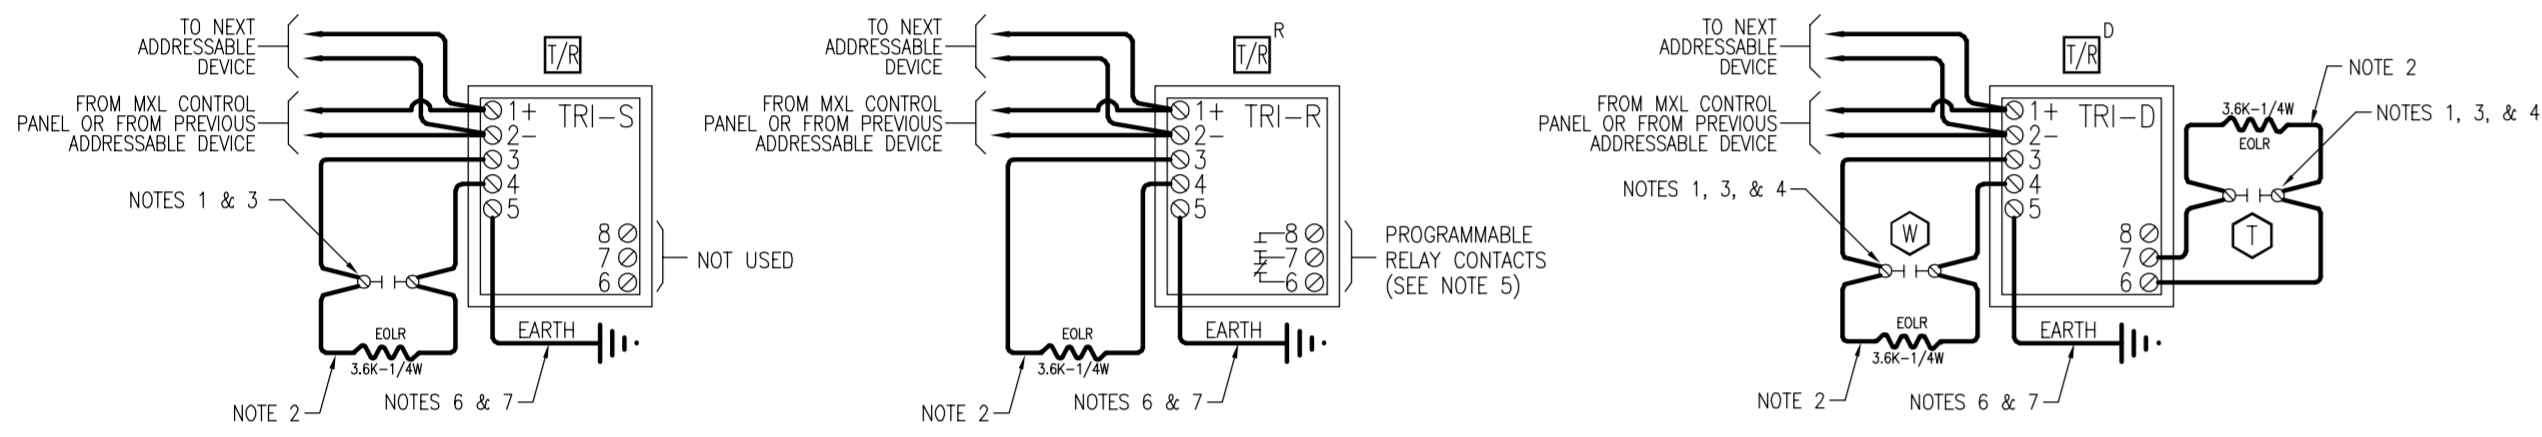 TO NEXT
ADDRESSABLE
DEVICE
T/R
FROM MXL CONTROL
PANEL OR FROM PREVIOUS
ADDRESSABLE DEVICE
1+
TRI-S
2-
3
4
5
NOTES 1 & 3
8
7
6
NOT USED
EARTH
EOLR
3.6K-1/4W
NOTE 2
NOTES 6 & 7
TO NEXT
ADDRESSABLE
DEVICE
T/R
R
FROM MXL CONTROL
PANEL OR FROM PREVIOUS
ADDRESSABLE DEVICE
1+
TRI-R
2-
3
4
5
8
7
6
PROGRAMMABLE
RELAY CONTACTS
(SEE NOTE 5)
EARTH
EOLR
3.6K-1/4W
NOTE 2
NOTES 6 & 7
TO NEXT
ADDRESSABLE
DEVICE
T/R
D
FROM MXL CONTROL
PANEL OR FROM PREVIOUS
ADDRESSABLE DEVICE
1+
TRI-D
2-
3
4
5
NOTES 1, 3, & 4
W
8
7
6
EARTH
EOLR
3.6K-1/4W
NOTE 2
NOTES 6 & 7
NOTE 2
3.6K-1/4W
EOLR
NOTES 1, 3, & 4
T